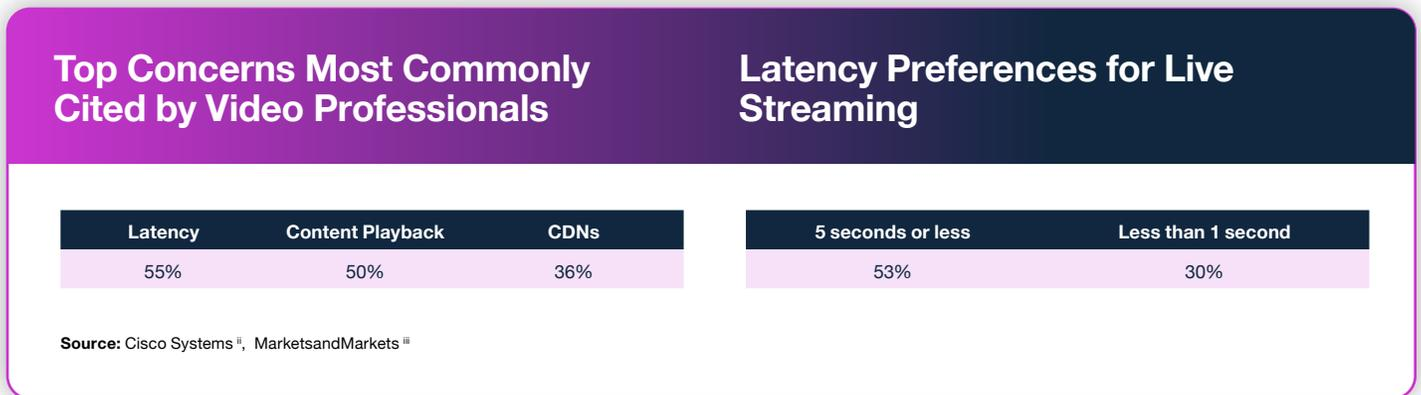 Top Concerns Most Commonly
Cited by Video Professionals
Latency Preferences for Live
Streaming
Latency Content Playback CDNs
55% 50% 36%
5 seconds or less Less than 1 second
53% 30%
Source: Cisco Systems ii, MarketsandMarkets iii